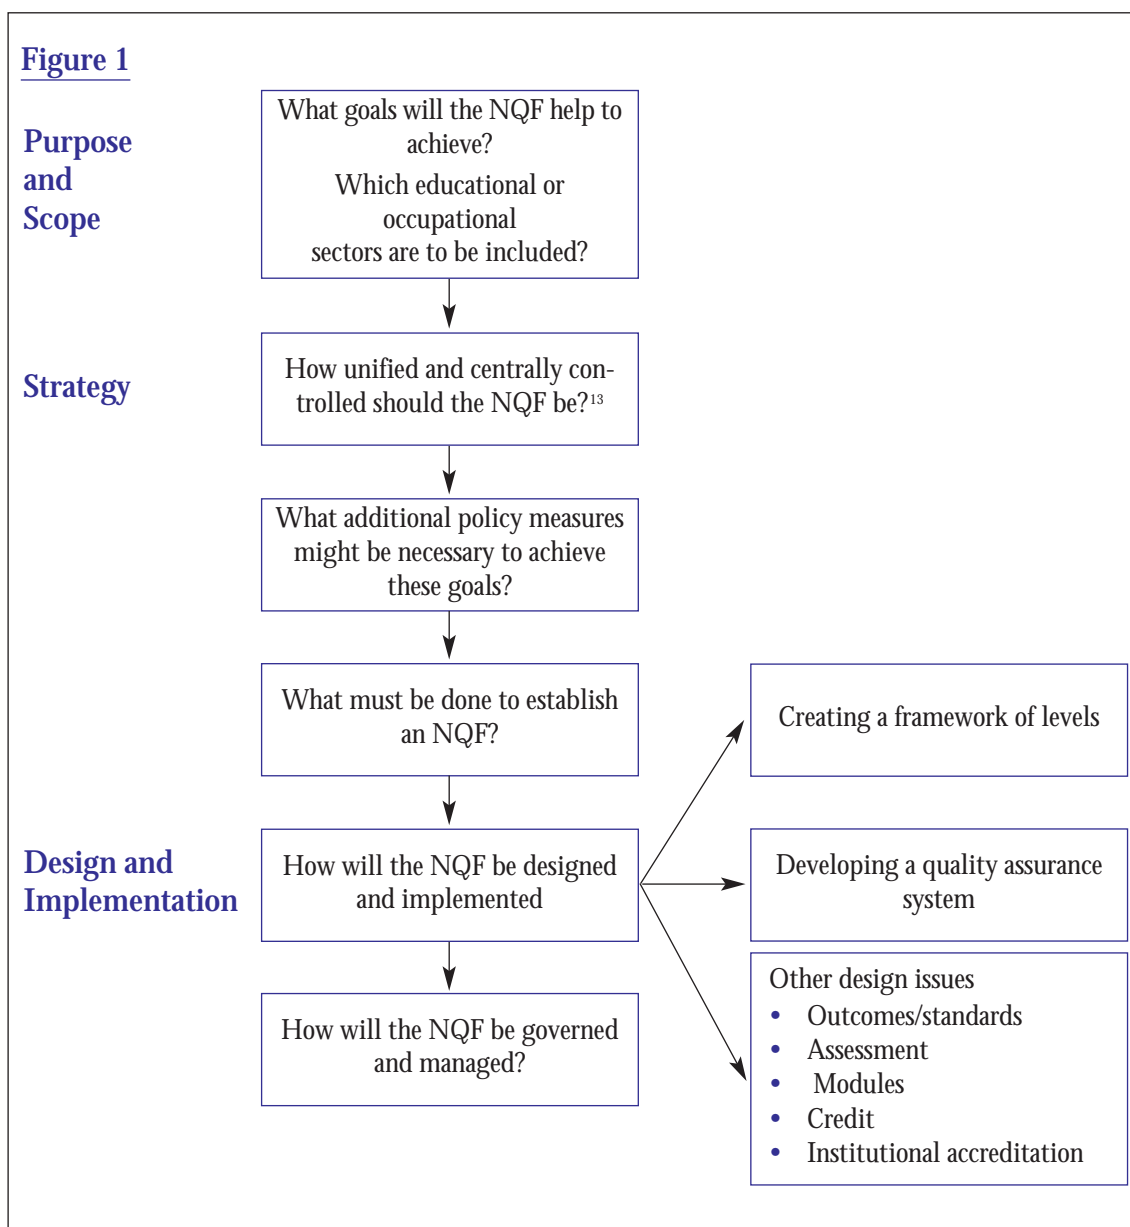 Figure 1
Purpose
and
Scope
What goals will the NQF help to
achieve?
Which educational or
occupational
sectors are to be included?
Strategy
How unified and centrally con-
trolled should the NQF be?¹³
What additional policy measures
might be necessary to achieve
these goals?
What must be done to establish
an NQF?
Creating a framework of levels
Design and
Implementation
How will the NQF be designed
and implemented
Developing a quality assurance
system
How will the NQF be governed
and managed?
Other design issues
• Outcomes/standards
• Assessment
• Modules
• Credit
• Institutional accreditation